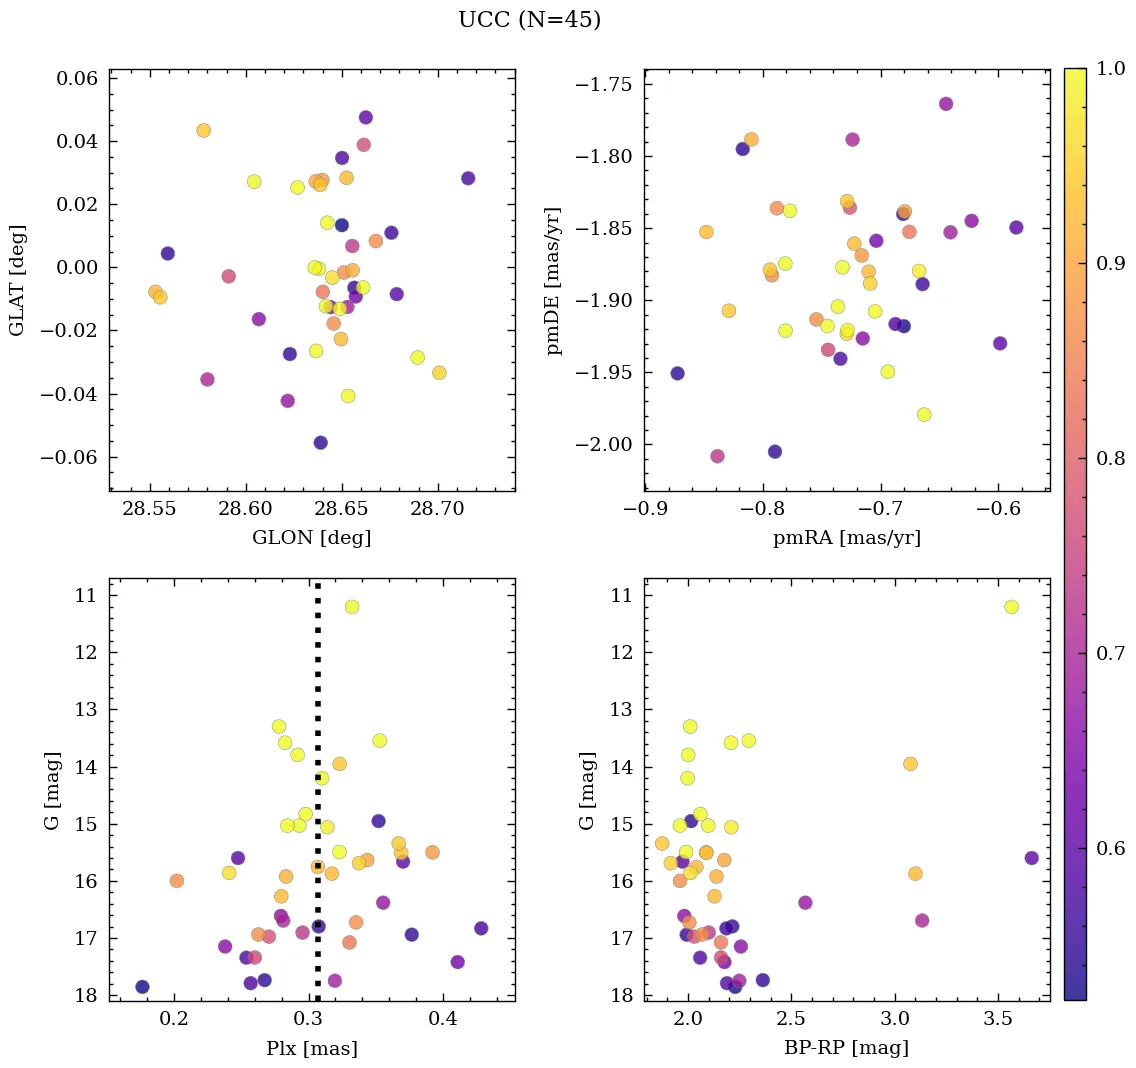 UCC (N=45)
0.06
0.04
0.02
0.00
−0.02
−0.04
−0.06
GLAT [deg]
28.55 28.60 28.65 28.70
GLON [deg]
−1.75
−1.80
−1.85
−1.90
−1.95
−2.00
pmDE [mas/yr]
−0.9 −0.8 −0.7 −0.6
pmRA [mas/yr]
11
12
13
14
15
16
17
18
G [mag]
0.2 0.3 0.4
Plx [mas]
11
12
13
14
15
16
17
18
G [mag]
2.0 2.5 3.0 3.5
BP-RP [mag]
1.0
0.9
0.8
0.7
0.6